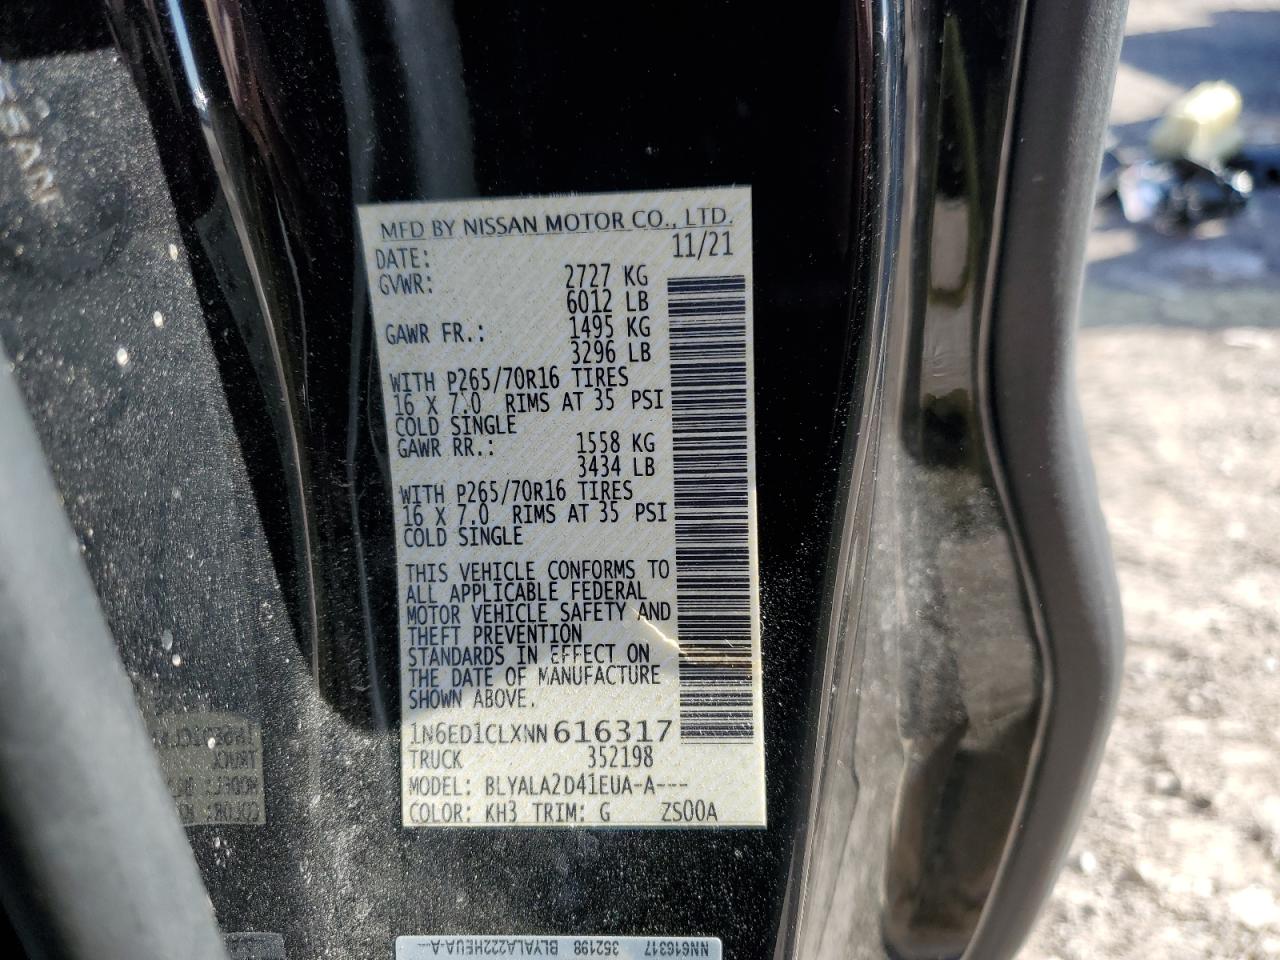 MFD BY NISSAN MOTOR CO., LTD.
DATE: 11/21
GVWR: 2727 KG
6012 LB
GAWR FR.: 1495 KG
3296 LB
WITH P265/70R16 TIRES
16 X 7.0 RIMS AT 35 PSI
COLD SINGLE
GAWR RR.: 1558 KG
3434 LB
WITH P265/70R16 TIRES
16 X 7.0 RIMS AT 35 PSI
COLD SINGLE
THIS VEHICLE CONFORMS TO
ALL APPLICABLE FEDERAL
MOTOR VEHICLE SAFETY AND
THEFT PREVENTION
STANDARDS IN EFFECT ON
THE DATE OF MANUFACTURE
SHOWN ABOVE.
1N6ED1CLXNN616317
TRUCK 352198
MODEL: BLYALA2D41EUA-A---
COLOR: KH3 TRIM: G ZS00A
NN616317 352198 BLYALA222HEUA-A---